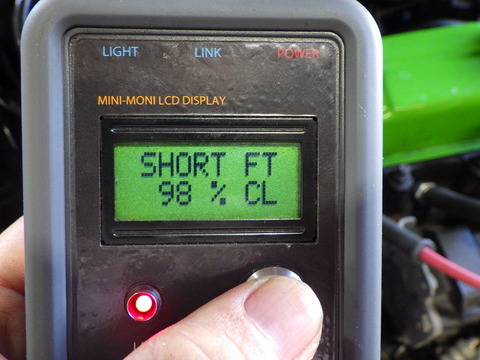 LIGHT LINK POWER
MINI-MONI LCD DISPLAY
SHORT FT
98 % CL